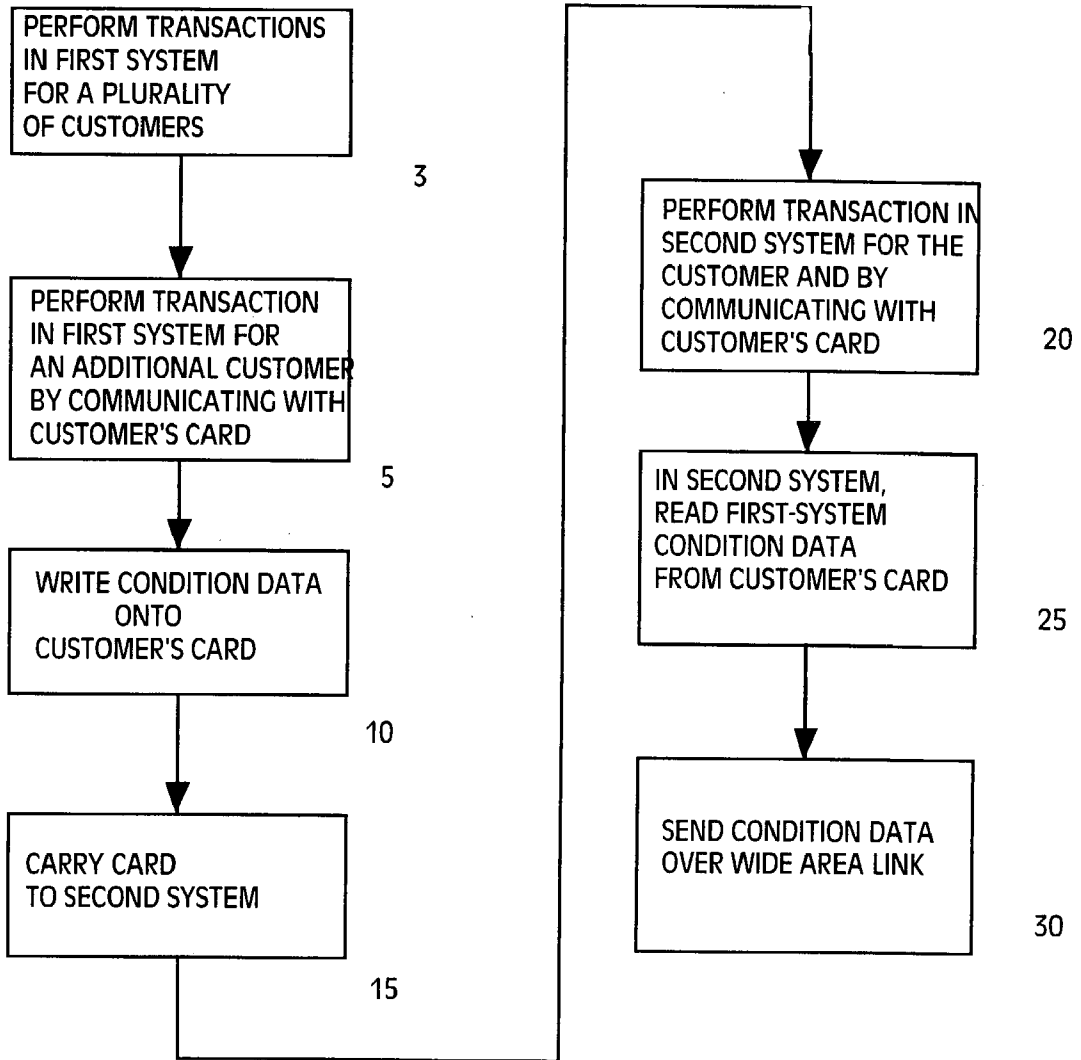 PERFORM TRANSACTIONS
IN FIRST SYSTEM
FOR A PLURALITY
OF CUSTOMERS
3
PERFORM TRANSACTION
IN FIRST SYSTEM FOR
AN ADDITIONAL CUSTOMER
BY COMMUNICATING WITH
CUSTOMER'S CARD
5
WRITE CONDITION DATA
ONTO
CUSTOMER'S CARD
10
CARRY CARD
TO SECOND SYSTEM
15
PERFORM TRANSACTION IN
SECOND SYSTEM FOR THE
CUSTOMER AND BY
COMMUNICATING WITH
CUSTOMER'S CARD
20
IN SECOND SYSTEM,
READ FIRST-SYSTEM
CONDITION DATA
FROM CUSTOMER'S CARD
25
SEND CONDITION DATA
OVER WIDE AREA LINK
30